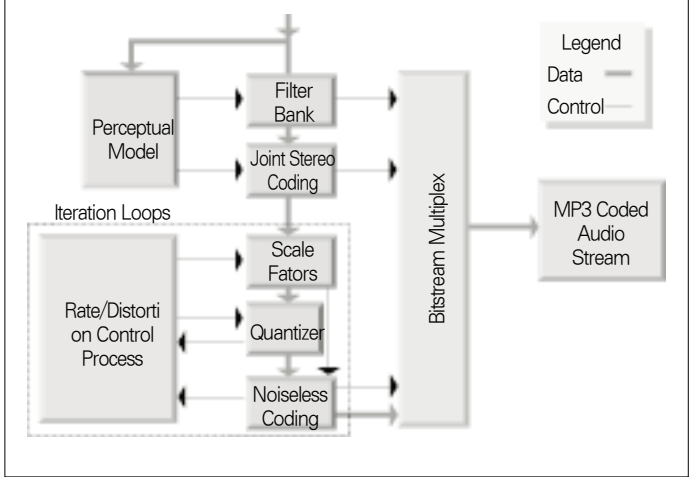 Legend
Data
Control
Perceptual
Model
Filter
Bank
Joint Stereo
Coding
Iteration Loops
Rate/Distorti
on Control
Process
Scale
Fators
Quantizer
Noiseless
Coding
Bitstream Multiplex
MP3 Coded
Audio
Stream